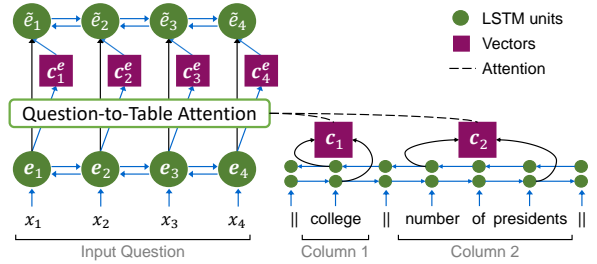 ẽ₁ ẽ₂ ẽ₃ ẽ₄
LSTM units
Vectors
Attention
c₁ᵉ c₂ᵉ c₃ᵉ c₄ᵉ
Question-to-Table Attention
c₁ c₂
e₁ e₂ e₃ e₄
x₁ x₂ x₃ x₄
|| college || number of presidents ||
Input Question Column 1 Column 2